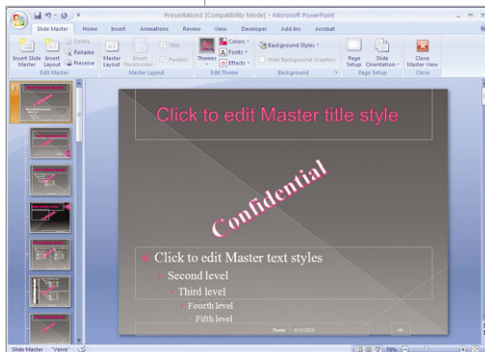 Presentation1 [Compatibility Mode] - Microsoft PowerPoint
Slide Master Home Insert Animations Review View Developer Add-Ins Acrobat
Insert Slide Master
Insert Layout
Delete
Rename
Preserve
Edit Master
Master Layout
Insert Placeholder
Title
Footers
Master Layout
Themes
Colors
Fonts
Effects
Edit Theme
Background Styles
Hide Background Graphics
Background
Page Setup
Slide Orientation
Page Setup
Close Master View
Close
Click to edit Master title style
Confidential
Click to edit Master text styles
Second level
Third level
Fourth level
Fifth level
Slide Master "Verve"
70%